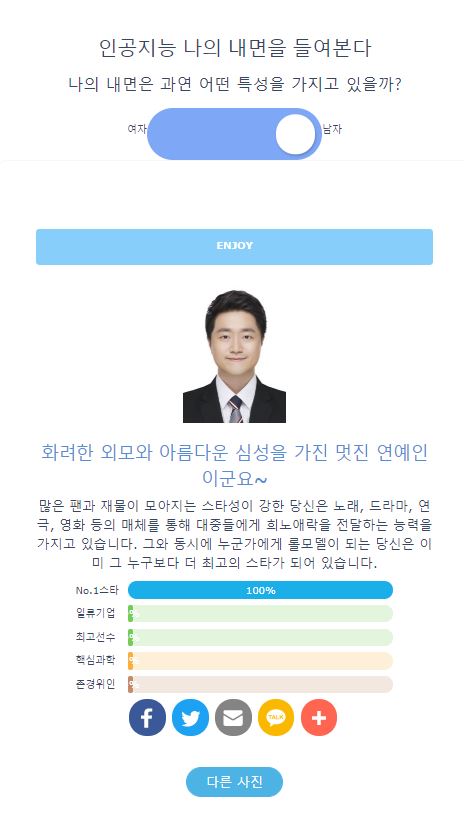 인공지능 나의 내면을 들여본다
나의 내면은 과연 어떤 특성을 가지고 있을까?
여자 남자
ENJOY
화려한 외모와 아름다운 심성을 가진 멋진 연예인
이군요~
많은 팬과 재물이 모아지는 스타성이 강한 당신은 노래, 드라마, 연
극, 영화 등의 매체를 통해 대중들에게 희노애락을 전달하는 능력을
가지고 있습니다. 그와 동시에 누군가에게 롤모델이 되는 당신은 이
미 그 누구보다 더 최고의 스타가 되어 있습니다.
No.1스타 100%
일류기업
최고선수
핵심과학
존경위인
TALK
다른 사진